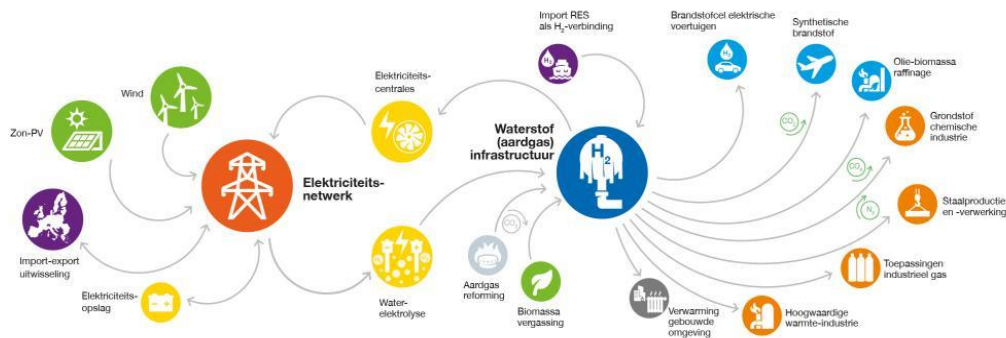 Zon-PV
Wind
Import-export
uitwisseling
Elektriciteits-
opslag
Elektriciteits-
netwerk
Elektriciteits-
centrales
Water-
elektrolyse
Import RES
als H₂-verbinding
H₂
Waterstof
(aardgas)
infrastructuur
H₂
CO₂
Aardgas
reforming
Biomassa
vergassing
Brandstofcel elektrische
voertuigen
H₂
Synthetische
brandstof
CO₂
Olie-biomassa
raffinage
Grondstof
chemische
industrie
CO₂
N₂
Staalproductie
en -verwerking
Toepassingen
industrieel gas
Hoogwaardige
warmte-industrie
Verwarming
gebouwde
omgeving